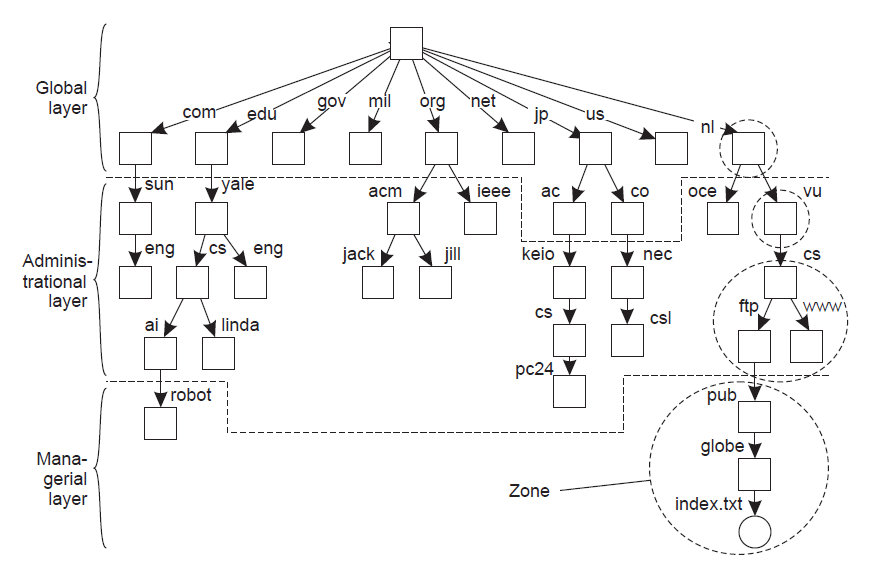 Global
layer
com
edu
gov
mil
org
net
jp
us
nl
sun
yale
acm
ieee
ac
co
oce
vu
Adminis-
trational
layer
eng
cs
eng
jack
jill
keio
nec
cs
ai
linda
cs
csl
ftp
www
pc24
robot
pub
Mana-
gerial
layer
globe
Zone
index.txt